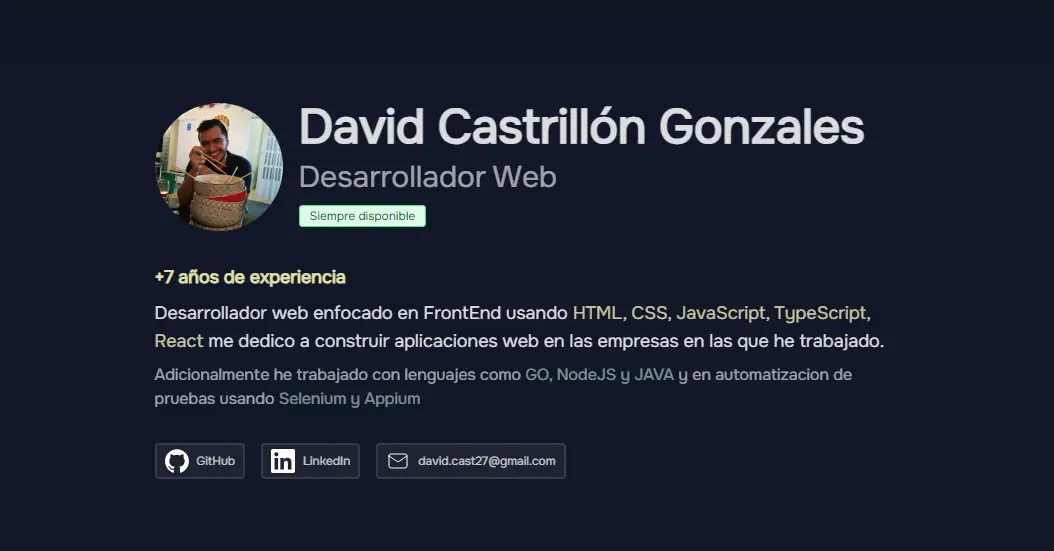 David Castrillón Gonzales
Desarrollador Web
Siempre disponible
+7 años de experiencia
Desarrollador web enfocado en FrontEnd usando HTML, CSS, JavaScript, TypeScript,
React me dedico a construir aplicaciones web en las empresas en las que he trabajado.
Adicionalmente he trabajado con lenguajes como GO, NodeJS y JAVA y en automatizacion de
pruebas usando Selenium y Appium
GitHub
LinkedIn
david.cast27@gmail.com